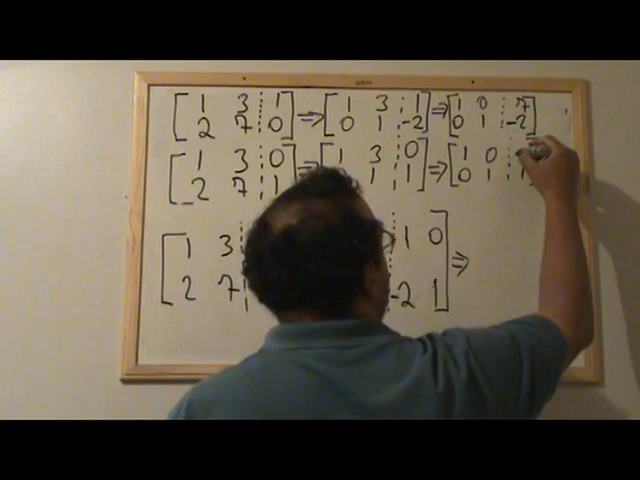 [ 1 3 ⋮ 1 ] ⇒ [ 1 3 ⋮ 1 ] ⇒ [ 1 0 ⋮ 7 ]
[ 2 7 ⋮ 0 ] [ 0 1 ⋮ -2 ] [ 0 1 ⋮ -2 ]
[ 1 3 ⋮ 0 ] ⇒ [ 1 3 ⋮ 0 ] ⇒ [ 1 0 ⋮
[ 2 7 ⋮ 1 1 ⋮ 1 ] [ 0 1 ⋮ 1
[ 1 3 ⋮ 1 0 ] ⇒
[ 2 7 ⋮ -2 1 ]